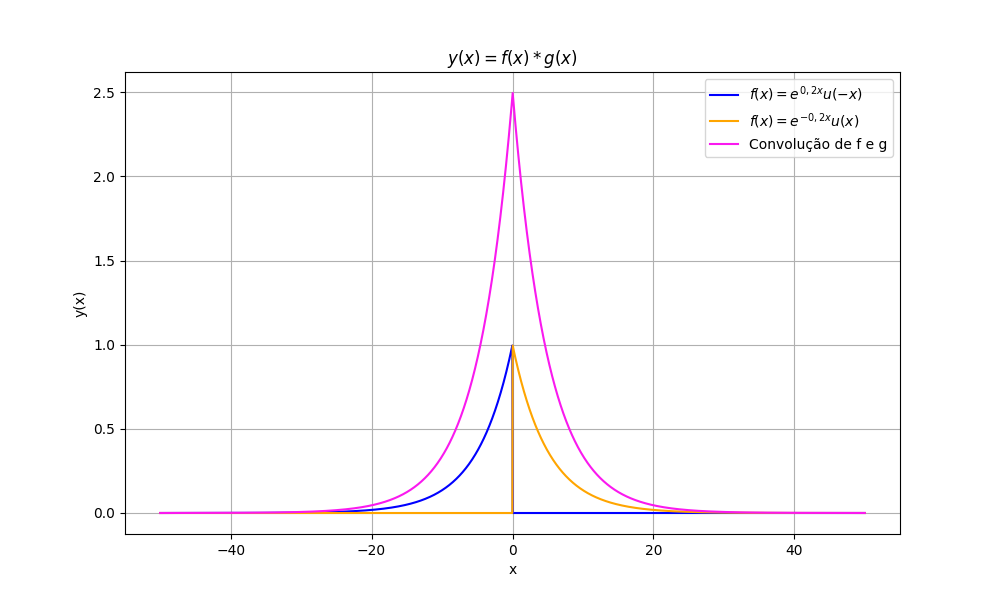 y(x) = f(x) * g(x)
f(x) = e^{0,2x}u(−x)
f(x) = e^{−0,2x}u(x)
Convolução de f e g
2.5
2.0
1.5
1.0
0.5
0.0
y(x)
−40
−20
0
20
40
x